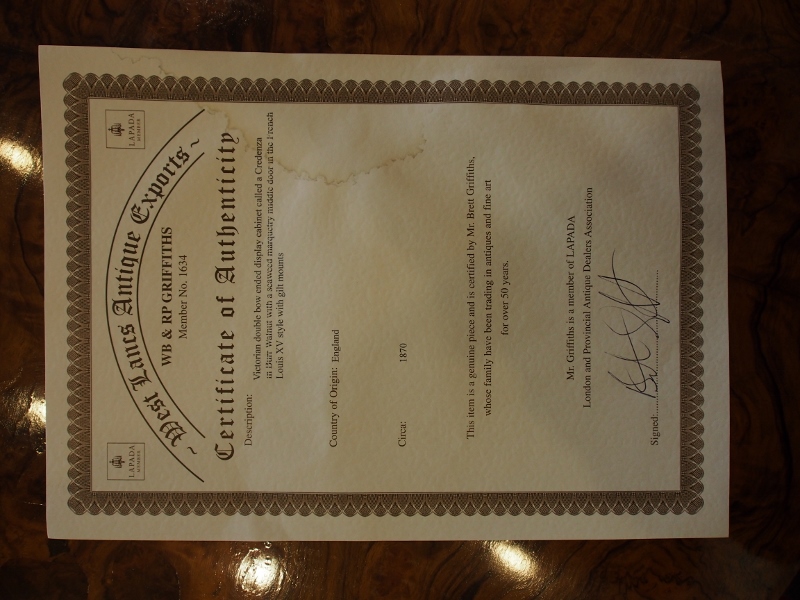 LAPADA
MEMBER
LAPADA
MEMBER
~ West Lancs Antique Exports ~
WB & RP GRIFFITHS
Member No. 1634
Certificate of Authenticity
Description: Victorian double bow ended display cabinet called a Credenza
in Burr Walnut with a seaweed marquetry middle door in the French
Louis XV style with gilt mounts
Country of Origin: England
Circa: 1870
This item is a genuine piece and is certified by Mr. Brett Griffiths,
whose family have been trading in antiques and fine art
for over 50 years.
Mr. Griffiths is a member of LAPADA
London and Provincial Antique Dealers Association
Signed: